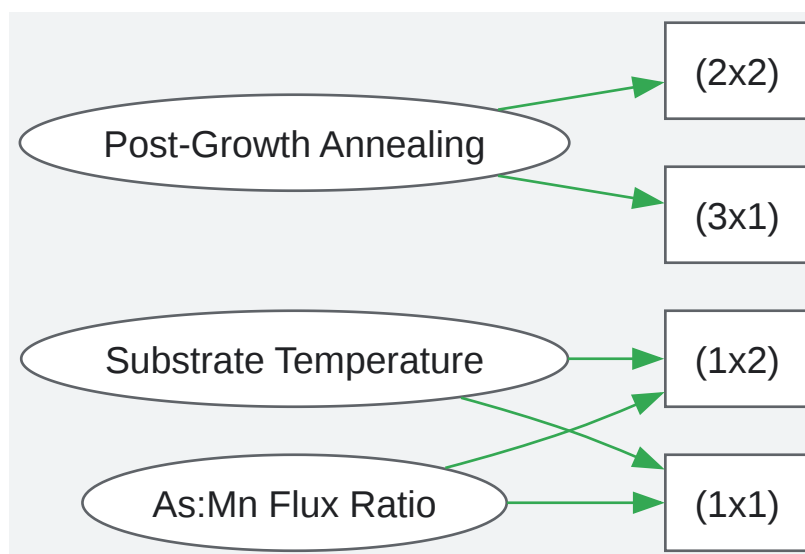 (2x2)
Post-Growth Annealing
(3x1)
Substrate Temperature
(1x2)
As:Mn Flux Ratio
(1x1)